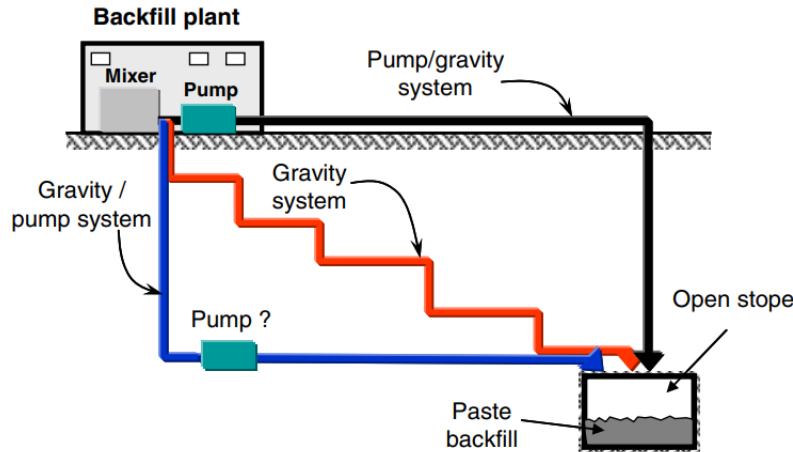 Backfill plant
Mixer
Pump
Pump/gravity
system
Gravity
system
Gravity /
pump system
Pump ?
Open stope
Paste
backfill